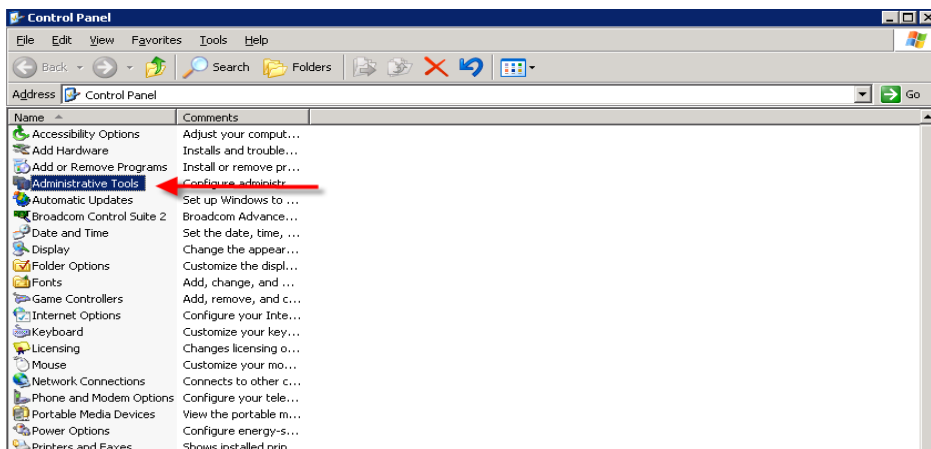 Control Panel
File Edit View Favorites Tools Help
Back Search Folders
Address Control Panel Go
Name Comments
Accessibility Options Adjust your comput...
Add Hardware Installs and trouble...
Add or Remove Programs Install or remove pr...
Administrative Tools Configure administr...
Automatic Updates Set up Windows to ...
Broadcom Control Suite 2 Broadcom Advance...
Date and Time Set the date, time, ...
Display Change the appear...
Folder Options Customize the displ...
Fonts Add, change, and ...
Game Controllers Add, remove, and c...
Internet Options Configure your Inte...
Keyboard Customize your key...
Licensing Changes licensing o...
Mouse Customize your mo...
Network Connections Connects to other c...
Phone and Modem Options Configure your tele...
Portable Media Devices View the portable m...
Power Options Configure energy-s...
Printers and Faxes Shows installed prin...